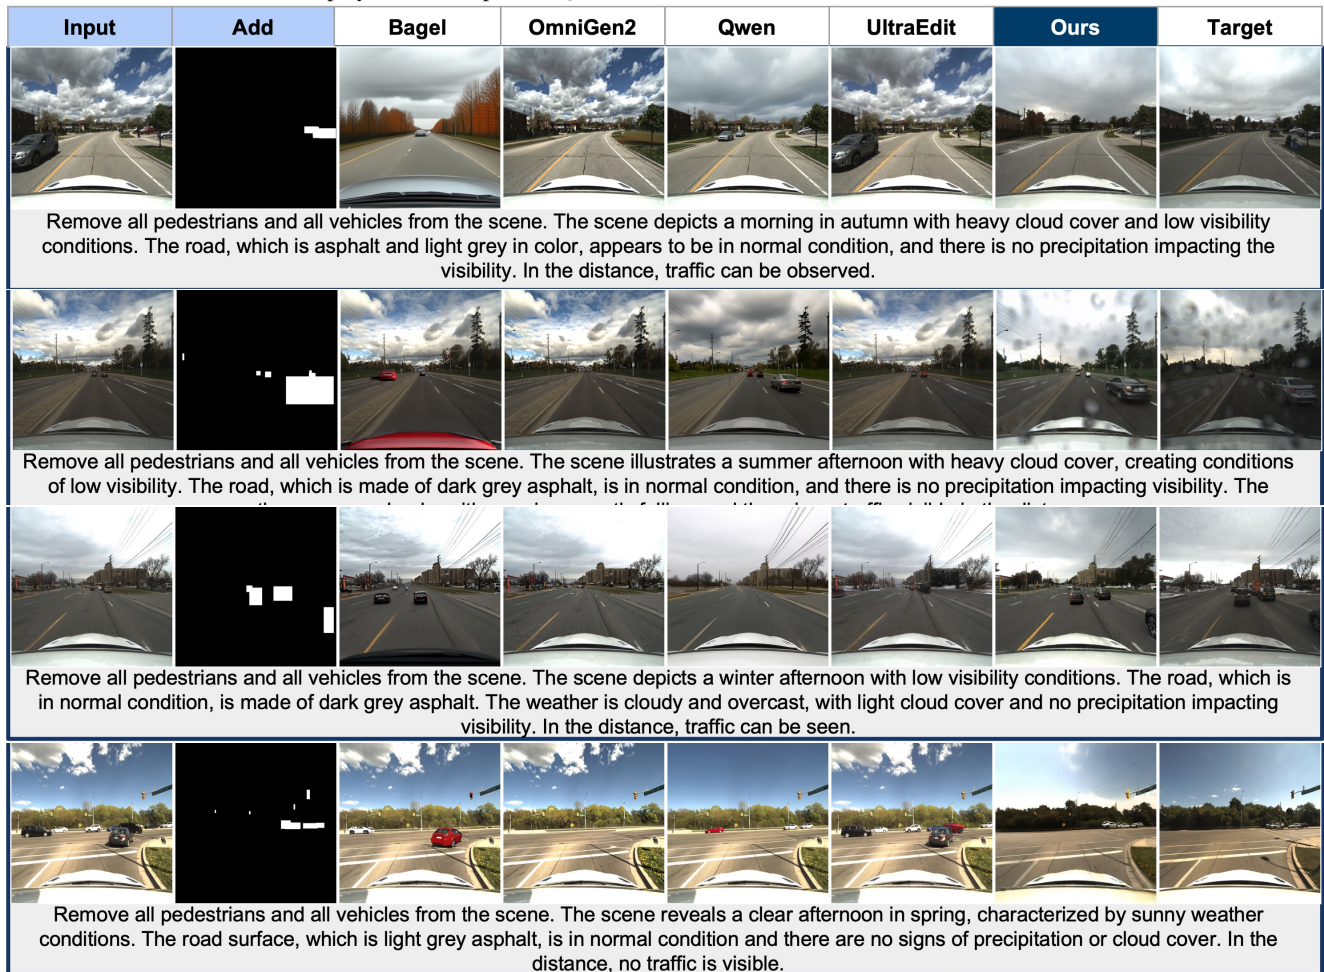 Input Add Bagel OmniGen2 Qwen UltraEdit Ours Target
Remove all pedestrians and all vehicles from the scene. The scene depicts a morning in autumn with heavy cloud cover and low visibility
conditions. The road, which is asphalt and light grey in color, appears to be in normal condition, and there is no precipitation impacting the
visibility. In the distance, traffic can be observed.
Remove all pedestrians and all vehicles from the scene. The scene illustrates a summer afternoon with heavy cloud cover, creating conditions
of low visibility. The road, which is made of dark grey asphalt, is in normal condition, and there is no precipitation impacting visibility. The
Remove all pedestrians and all vehicles from the scene. The scene depicts a winter afternoon with low visibility conditions. The road, which is
in normal condition, is made of dark grey asphalt. The weather is cloudy and overcast, with light cloud cover and no precipitation impacting
visibility. In the distance, traffic can be seen.
Remove all pedestrians and all vehicles from the scene. The scene reveals a clear afternoon in spring, characterized by sunny weather
conditions. The road surface, which is light grey asphalt, is in normal condition and there are no signs of precipitation or cloud cover. In the
distance, no traffic is visible.